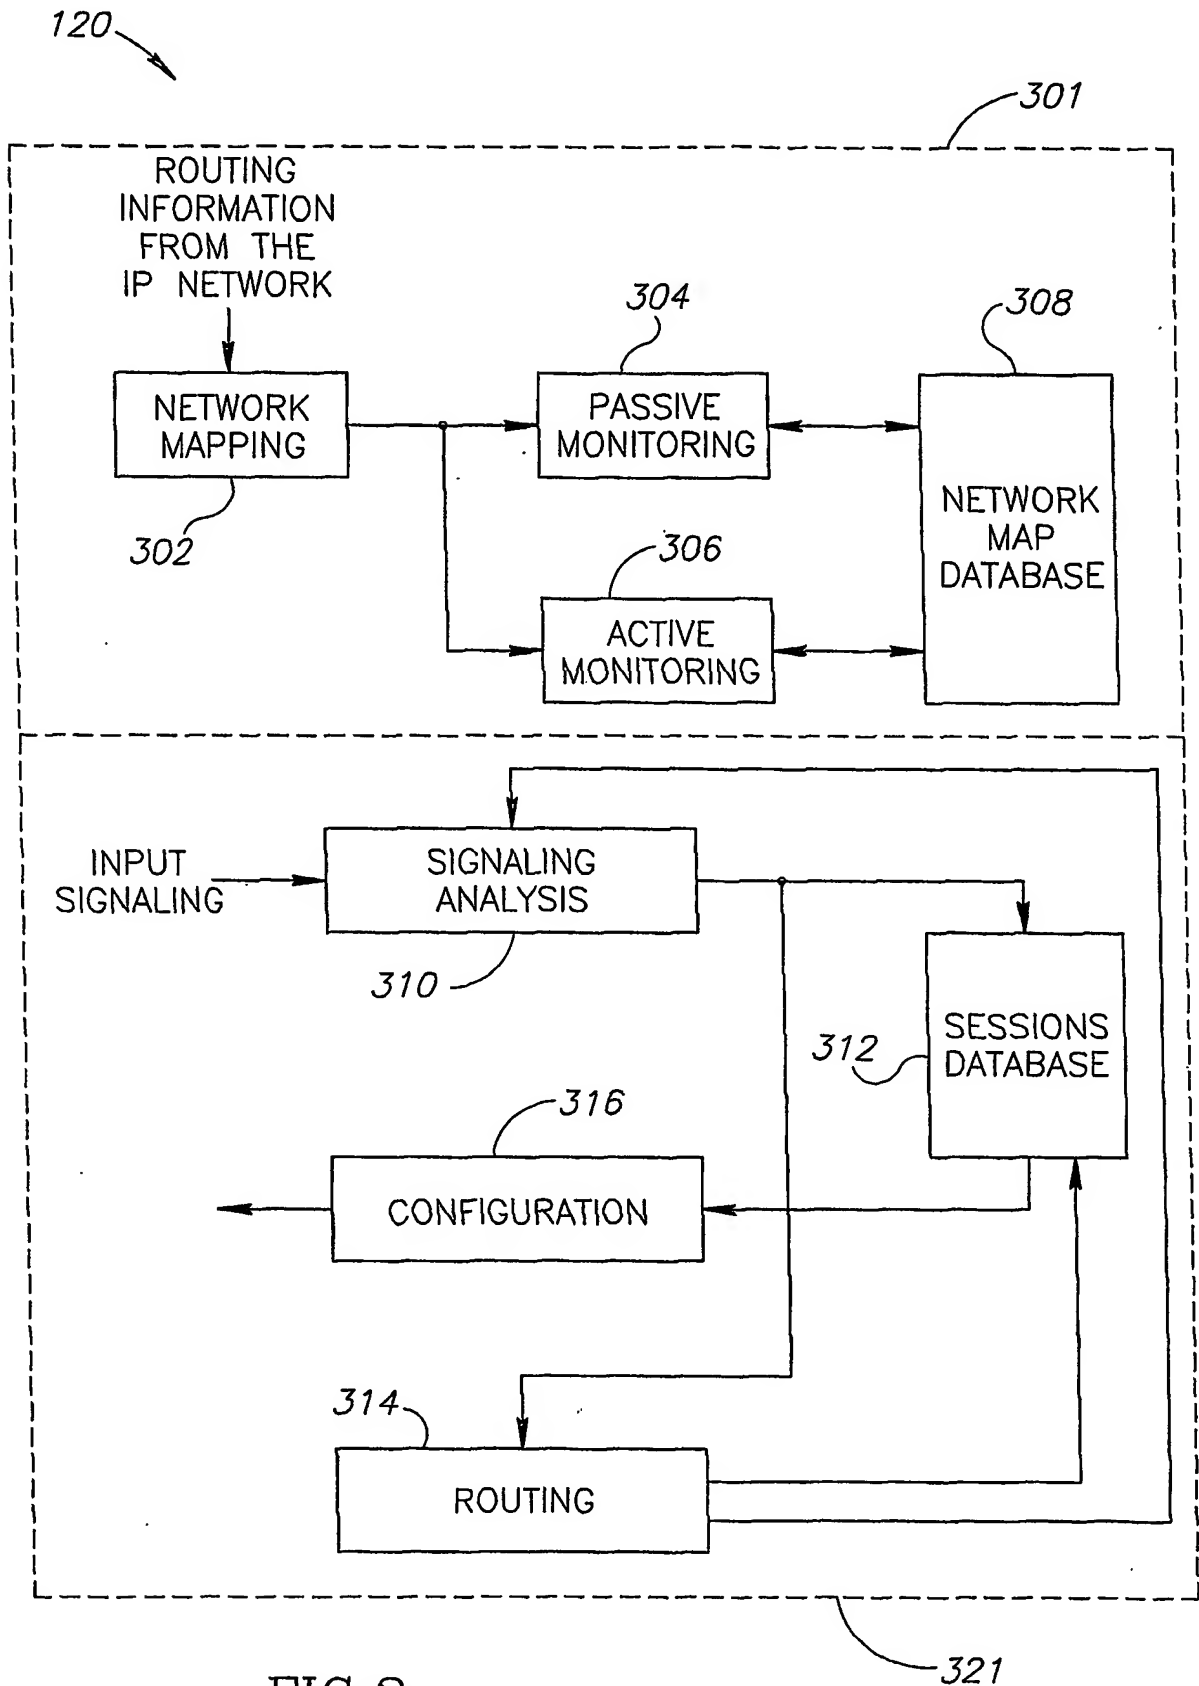 120
301
ROUTING
INFORMATION
FROM THE
IP NETWORK
304
308
NETWORK
MAPPING
PASSIVE
MONITORING
302
306
NETWORK
MAP
DATABASE
ACTIVE
MONITORING
INPUT
SIGNALING
SIGNALING
ANALYSIS
310
SESSIONS
DATABASE
312
316
CONFIGURATION
314
ROUTING
321